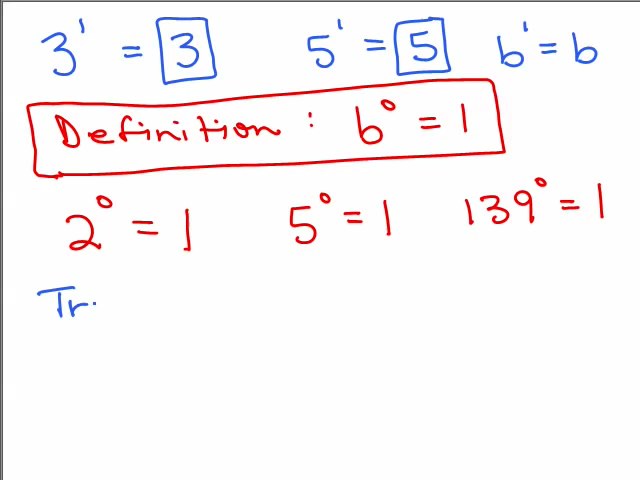 3¹ = 3 5¹ = 5 b¹ = b
Definition: b⁰ = 1
2⁰ = 1 5⁰ = 1 139⁰ = 1
Tr